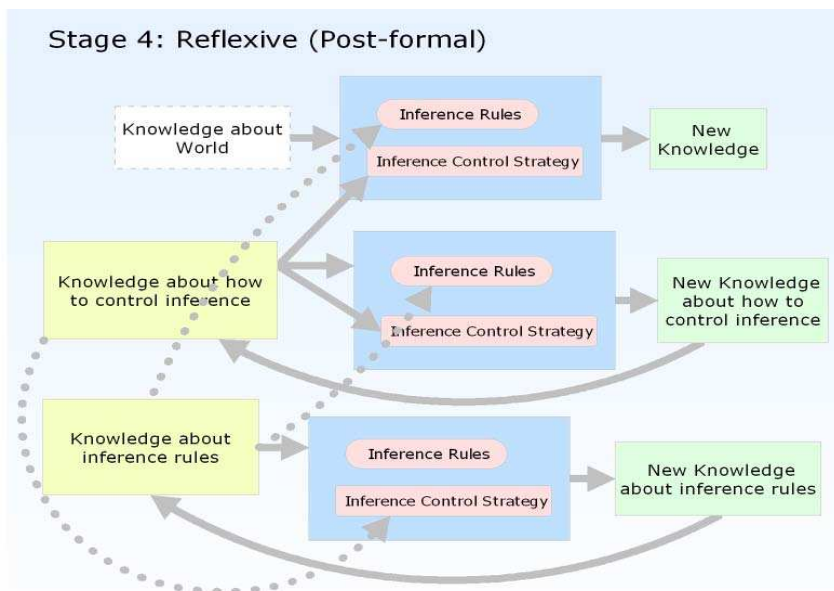 Stage 4: Reflexive (Post-formal)
Knowledge about
World
Inference Rules
Inference Control Strategy
New
Knowledge
Knowledge about how
to control inference
Inference Rules
Inference Control Strategy
New Knowledge
about how to
control inference
Knowledge about
inference rules
Inference Rules
Inference Control Strategy
New Knowledge
about inference rules